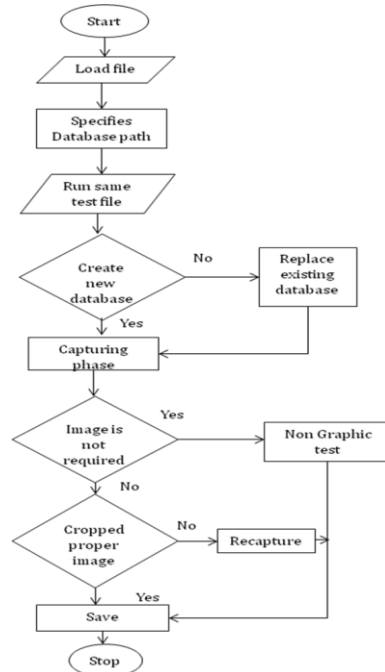 Start
Load file
Specifies
Database path
Run same
test file
Create
new
database
No
Replace
existing
database
Yes
Capturing
phase
Image is
not
required
Yes
Non Graphic
test
No
Cropped
proper
image
No
Recapture
Yes
Save
Stop